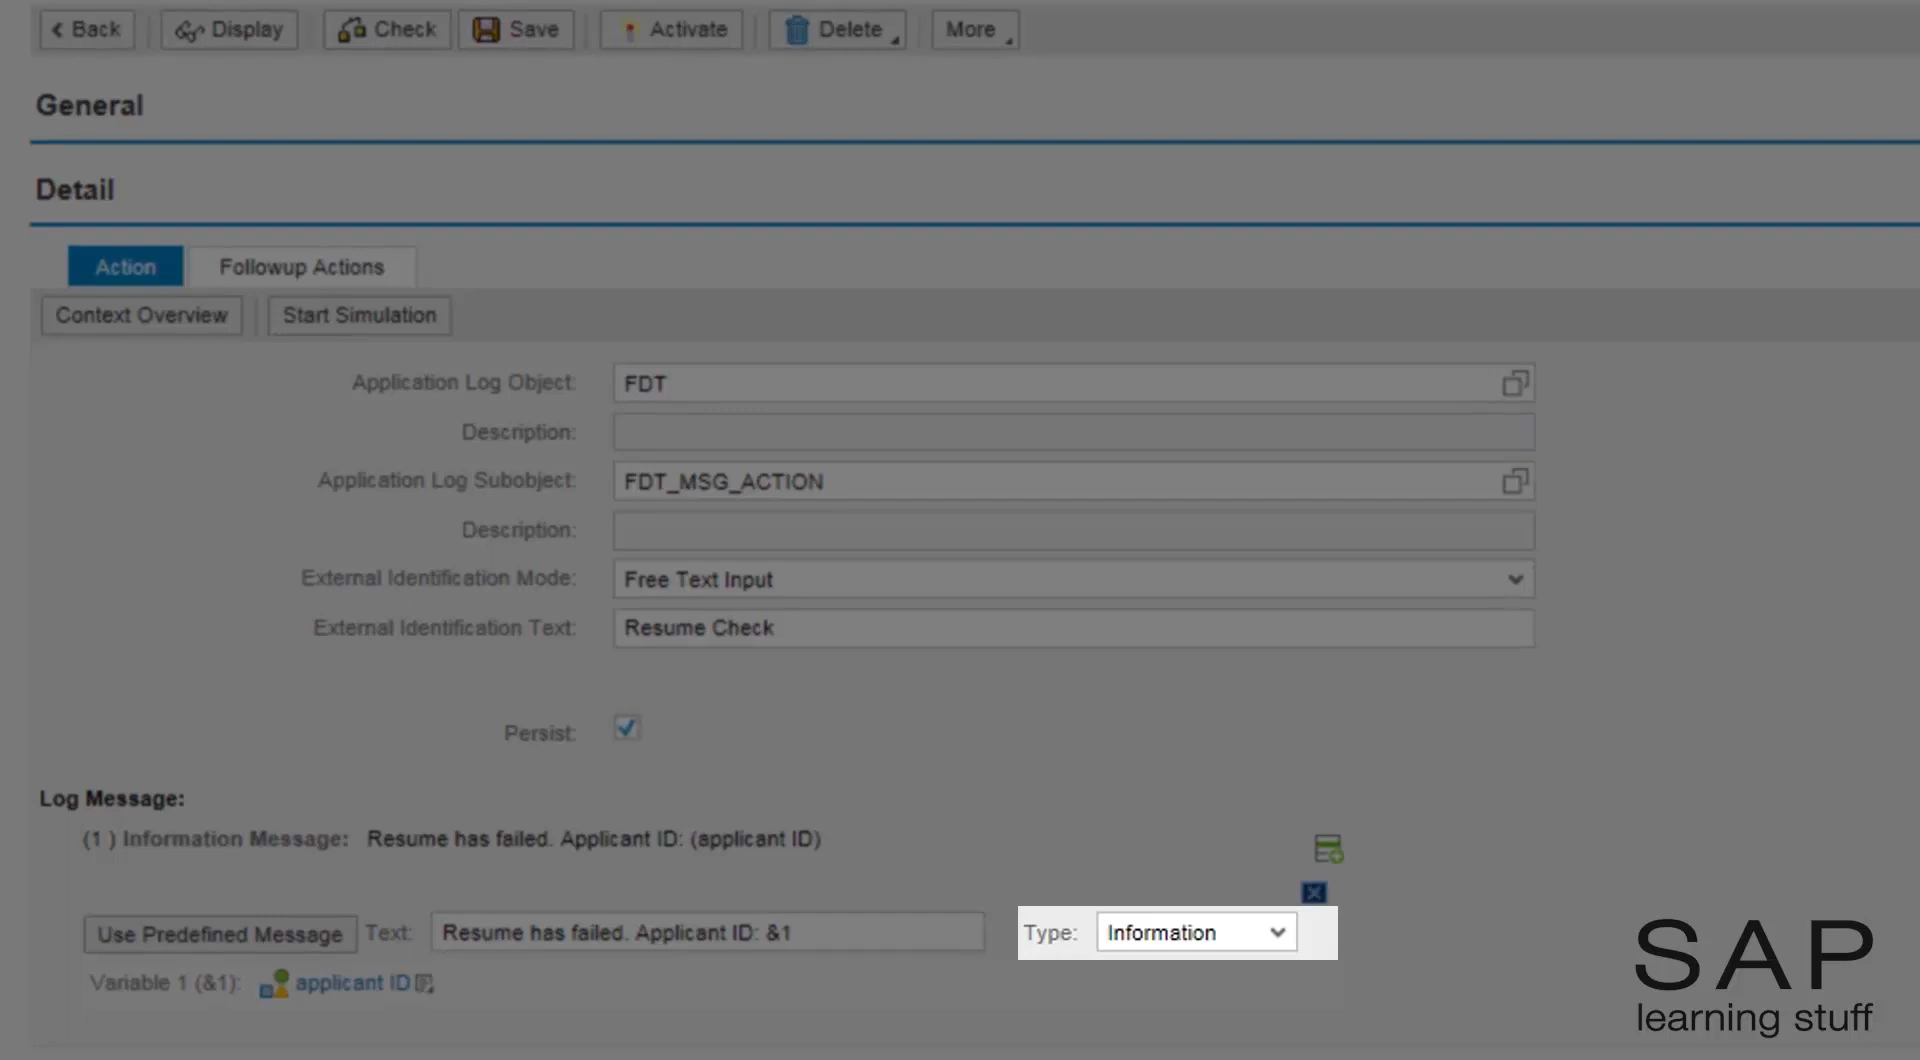 Back Display Check Save Activate Delete More
General
Detail
Action Followup Actions
Context Overview Start Simulation
Application Log Object: FDT
Description:
Application Log Subobject: FDT_MSG_ACTION
Description:
External Identification Mode: Free Text Input
External Identification Text: Resume Check
Persist:
Log Message:
(1 ) Information Message: Resume has failed. Applicant ID: (applicant ID)
Use Predefined Message Text: Resume has failed. Applicant ID: &1 Type: Information
Variable 1 (&1): applicant ID
SAP
learning stuff